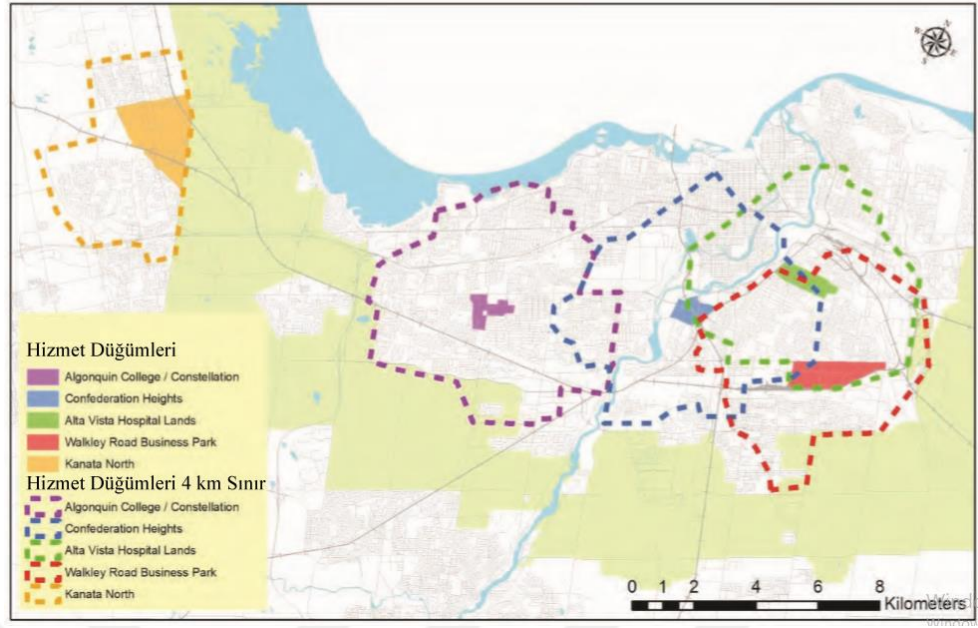 N
W
E
S
Hizmet Düğümleri
Algonquin College / Constellation
Confederation Heights
Alta Vista Hospital Lands
Walkley Road Business Park
Kanata North
Hizmet Düğümleri 4 km Sınır
Algonquin College / Constellation
Confederation Heights
Alta Vista Hospital Lands
Walkley Road Business Park
Kanata North
0 1 2 4 6 8
Kilometers